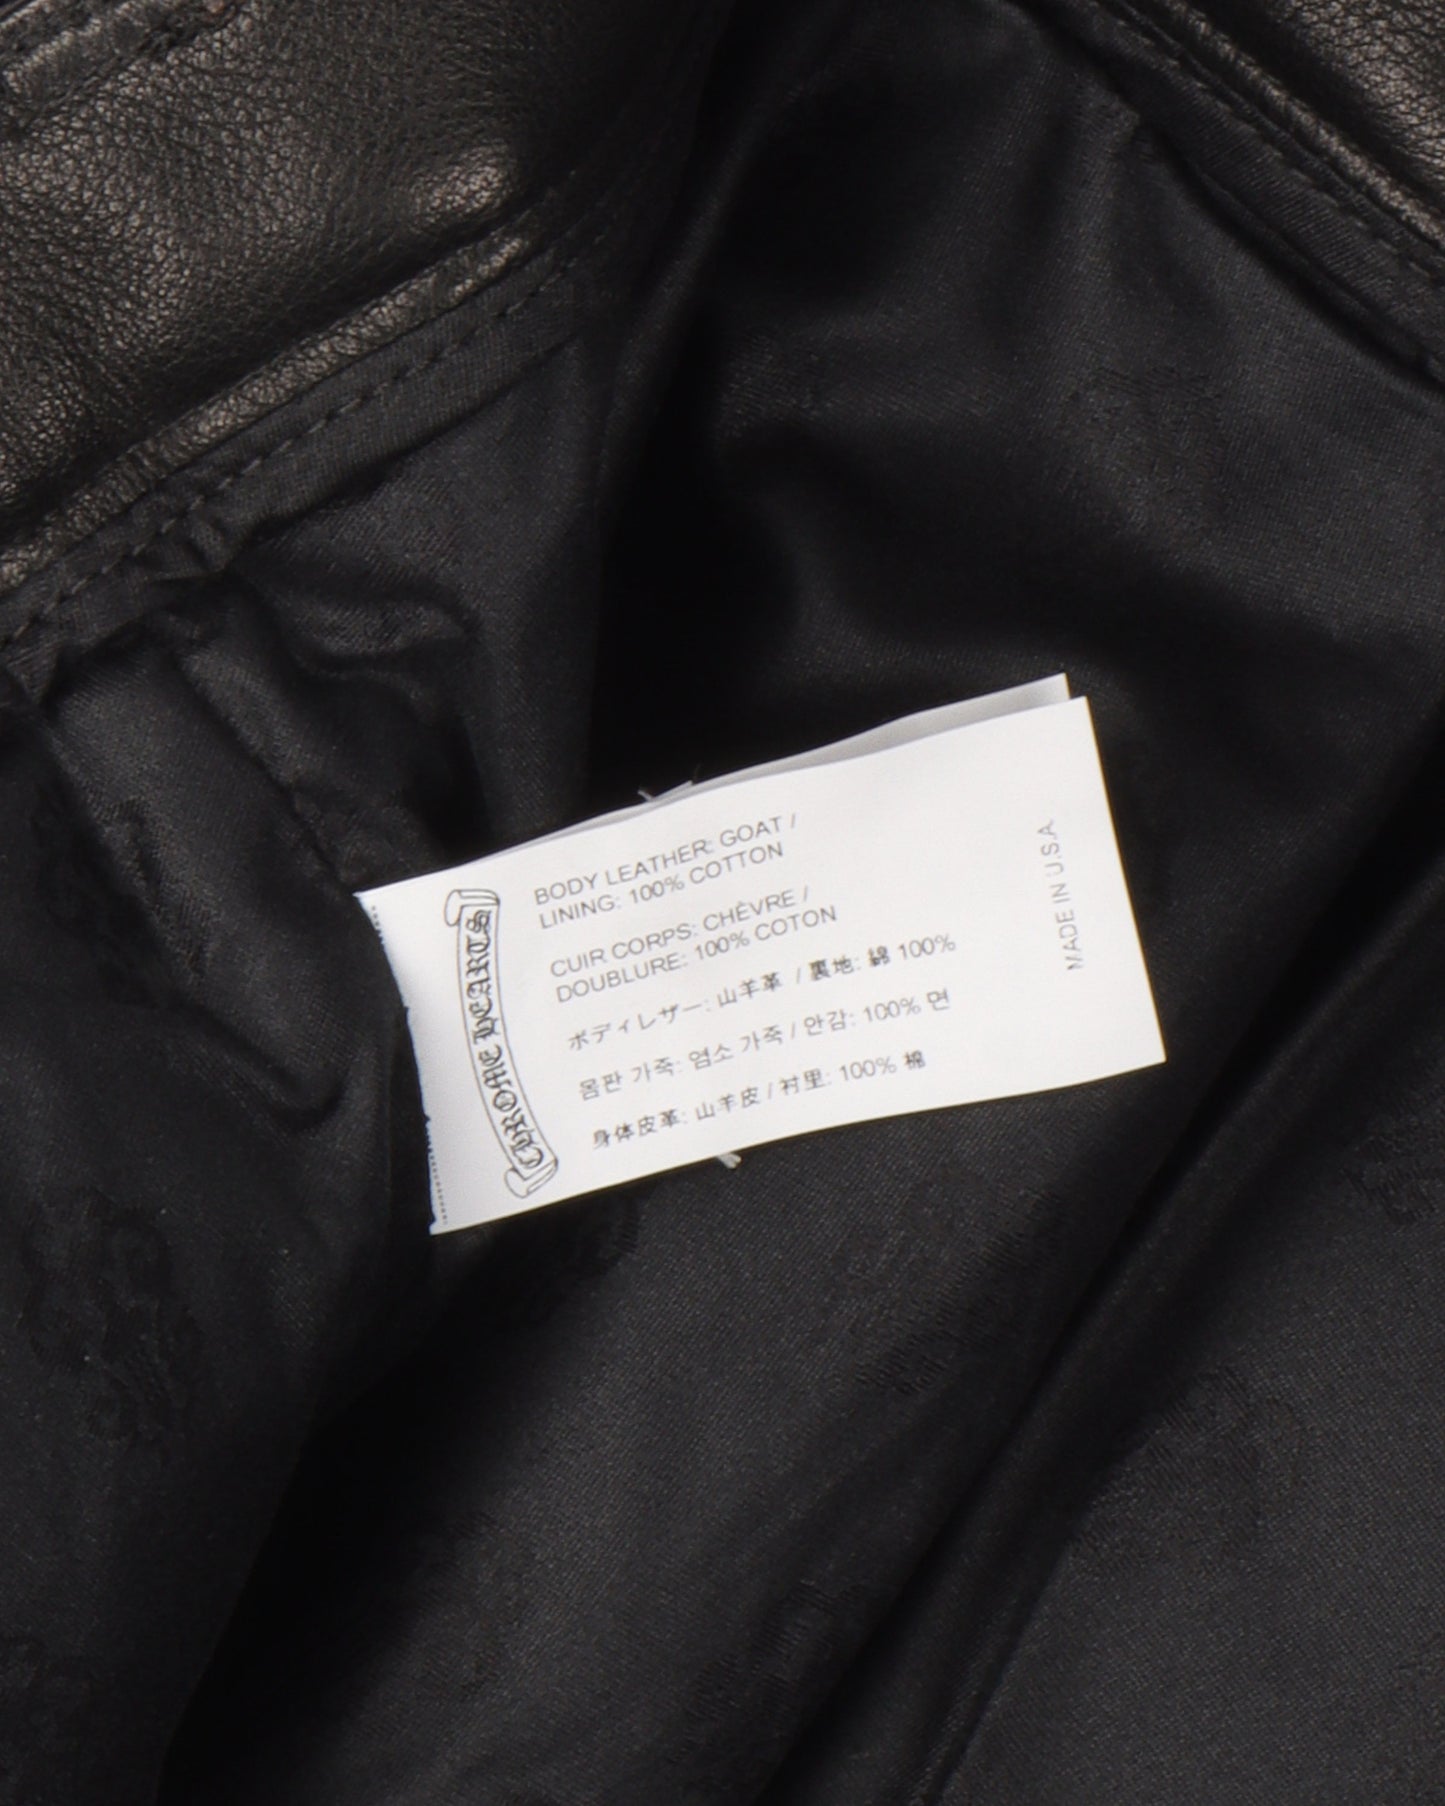 CHROME HEARTS
BODY LEATHER: GOAT /
LINING: 100% COTTON
CUIR CORPS: CHÈVRE /
DOUBLURE: 100% COTON
ボディレザー: 山羊革 / 裏地: 綿 100%
몸판 가죽: 염소 가죽 / 안감: 100% 면
身体皮革: 山羊皮 / 衬里: 100% 棉
MADE IN U.S.A.